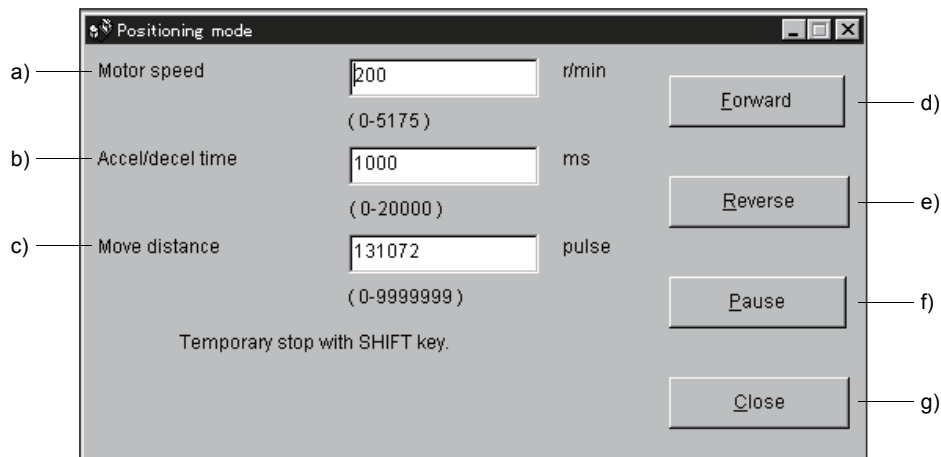 Positioning mode
a) Motor speed 200 r/min
(0-5175)
Forward d)
b) Accel/decel time 1000 ms
(0-20000)
Reverse e)
c) Move distance 131072 pulse
(0-9999999)
Pause f)
Temporary stop with SHIFT key.
Close g)